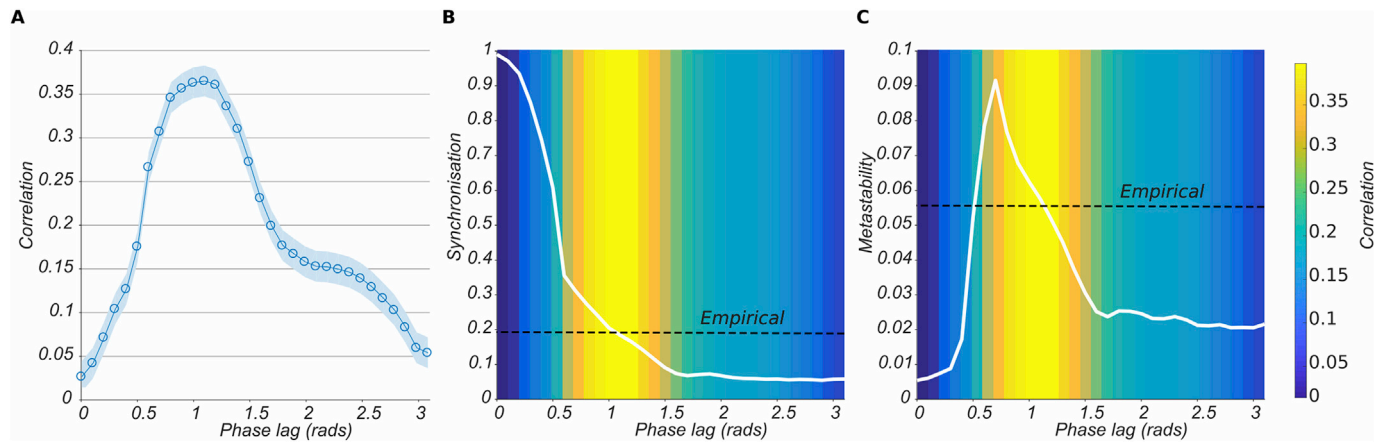 A
Correlation
0.4
0.35
0.3
0.25
0.2
0.15
0.1
0.05
0
0 0.5 1 1.5 2 2.5 3
Phase lag (rads)
B
Synchronisation
1
0.9
0.8
0.7
0.6
0.5
0.4
0.3
0.2
0.1
0
Empirical
0 0.5 1 1.5 2 2.5 3
Phase lag (rads)
C
Metastability
0.1
0.09
0.08
0.07
0.06
0.05
0.04
0.03
0.02
0.01
0
Empirical
0 0.5 1 1.5 2 2.5 3
Phase lag (rads)
0.35
0.3
0.25
0.2
0.15
0.1
0.05
0
Correlation